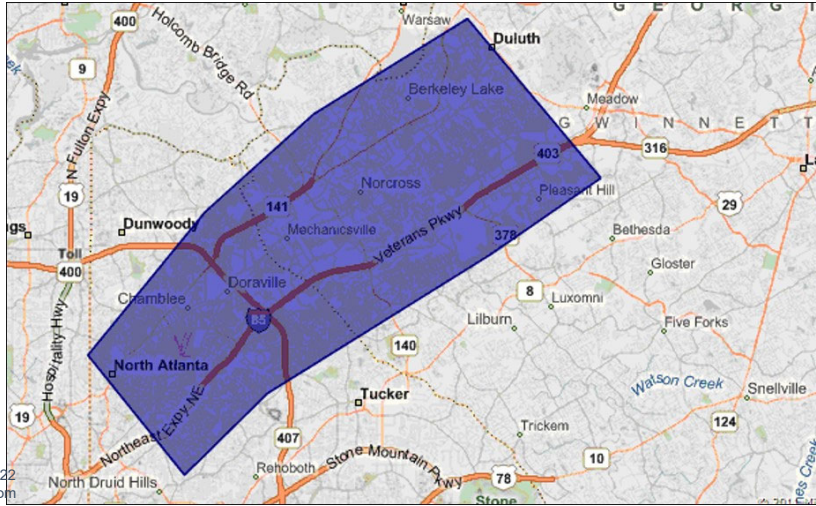 G E O R G
400
Warsaw
Holcomb Bridge Rd
Duluth
9
Berkeley Lake
Meadow
G W I N N E T T
N Fulton Expy
403
316
Norcross
Pleasant Hill
19
141
29
Dunwoody
Mechanicsville
Veterans Pkwy
378
Bethesda
Toll
400
Gloster
Doraville
8
Chamblee
Luxomni
85
Lilburn
Five Forks
Hospitality Hwy
140
North Atlanta
Watson Creek
Snellville
Tucker
19
Northeast Expy NE
124
Trickem
407
10
Stone Mountain Pkwy
Rehoboth
22
North Druid Hills
78
om
Stone